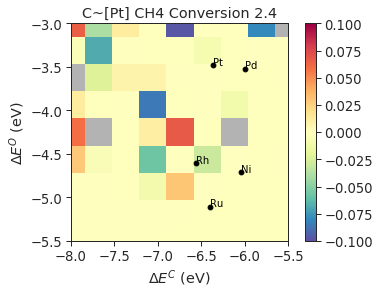 C~[Pt] CH4 Conversion 2.4
ΔE^O (eV)
−3.0
−3.5
−4.0
−4.5
−5.0
−5.5
Pt
Pd
Rh
Ni
Ru
−8.0 −7.5 −7.0 −6.5 −6.0 −5.5
ΔE^C (eV)
0.100
0.075
0.050
0.025
0.000
−0.025
−0.050
−0.075
−0.100